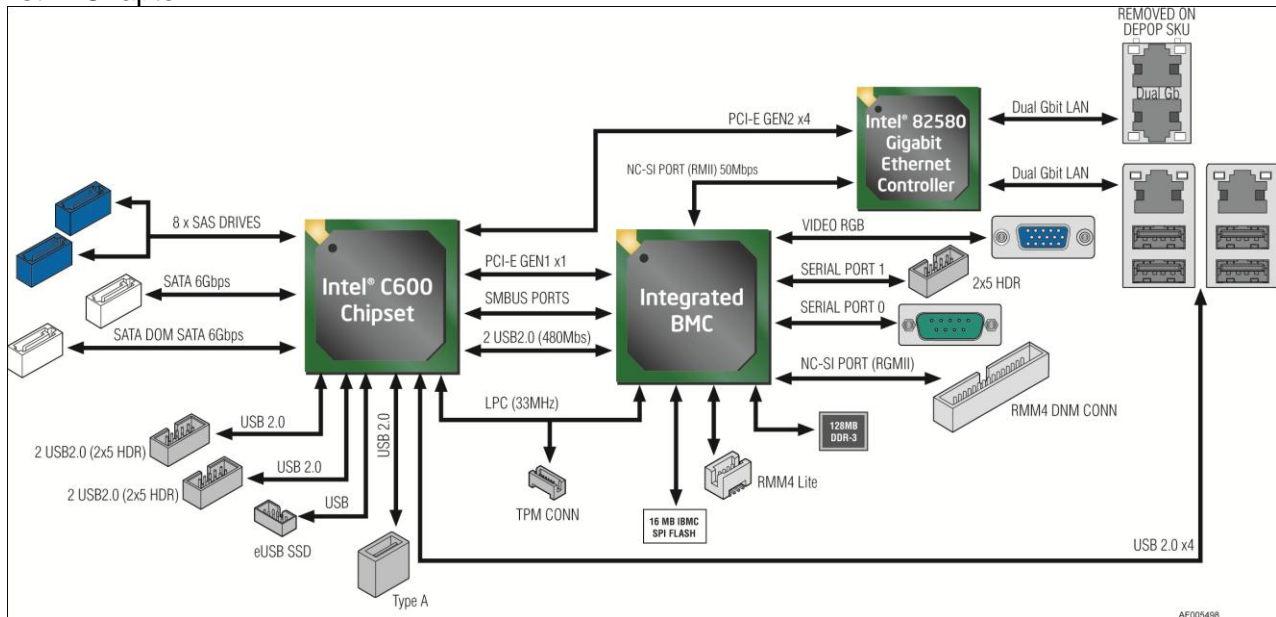 REMOVED ON
DEPOP SKU
Dual Gb
PCI-E GEN2 x4
Intel® 82580
Gigabit
Ethernet
Controller
Dual Gbit LAN
NC-SI PORT (RMII) 50Mbps
Dual Gbit LAN
8 x SAS DRIVES
VIDEO RGB
Intel® C600
Chipset
PCI-E GEN1 x1
Integrated
BMC
SERIAL PORT 1
2x5 HDR
SATA 6Gbps
SMBUS PORTS
SERIAL PORT 0
SATA DOM SATA 6Gbps
2 USB2.0 (480Mbs)
NC-SI PORT (RGMII)
RMM4 DNM CONN
LPC (33MHz)
USB 2.0
2 USB2.0 (2x5 HDR)
USB 2.0
2 USB2.0 (2x5 HDR)
USB
eUSB SSD
USB 2.0
Type A
TPM CONN
128MB
DDR-3
RMM4 Lite
16 MB IBMC
SPI FLASH
USB 2.0 x4
AF005498